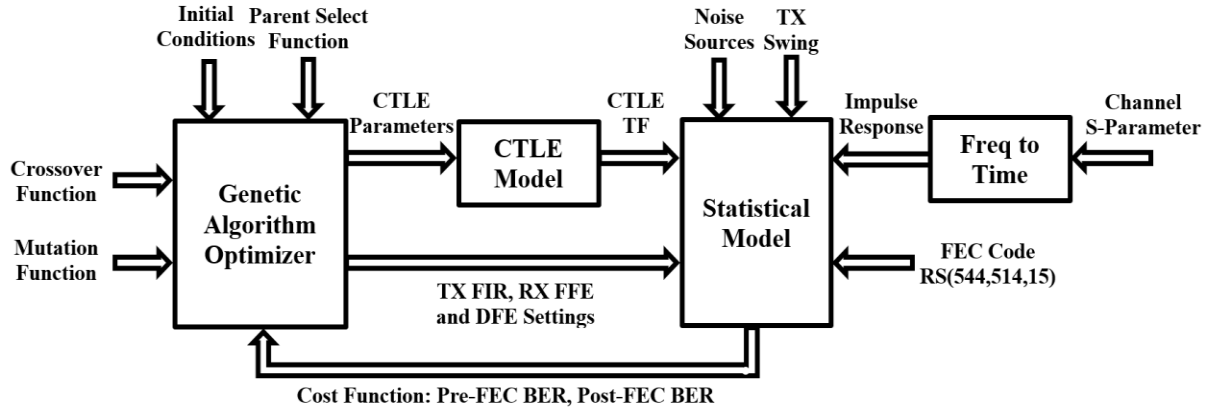 Initial
Conditions
Parent Select
Function
Noise
Sources
TX
Swing
CTLE
Parameters
CTLE
TF
Impulse
Response
Channel
S-Parameter
Crossover
Function
Mutation
Function
Genetic
Algorithm
Optimizer
CTLE
Model
Statistical
Model
Freq to
Time
TX FIR, RX FFE
and DFE Settings
FEC Code
RS(544,514,15)
Cost Function: Pre-FEC BER, Post-FEC BER